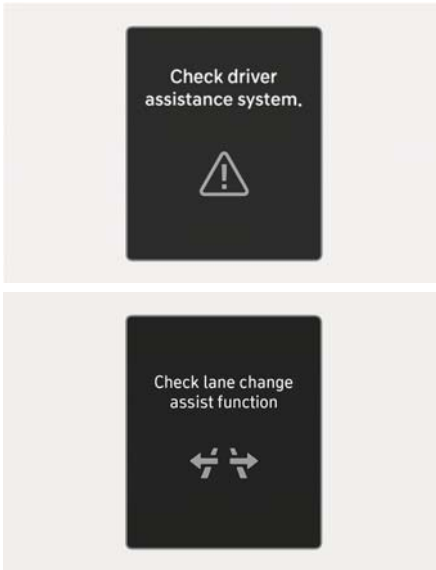 Check driver
assistance system.
Check lane change
assist function